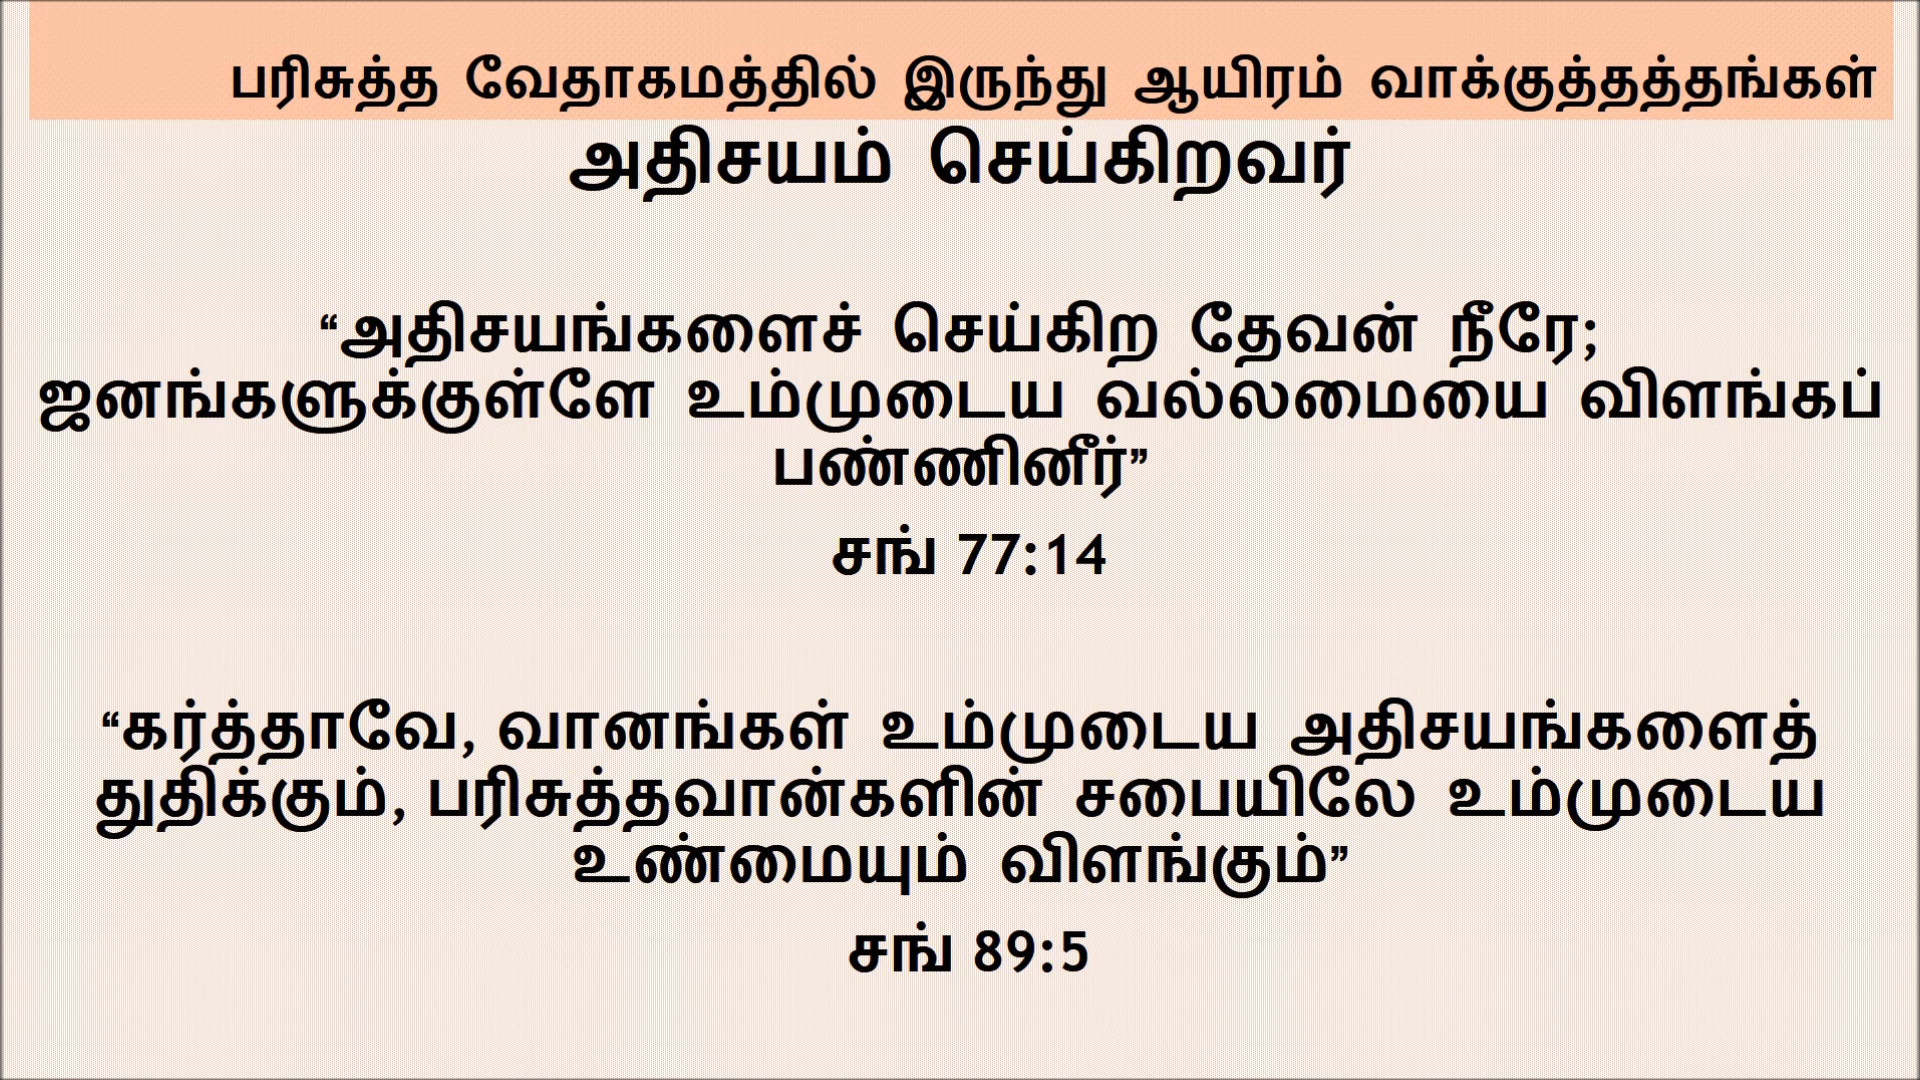 பரிசுத்த வேதாகமத்தில் இருந்து ஆயிரம் வாக்குத்தத்தங்கள்
அதிசயம் செய்கிறவர்
“அதிசயங்களைச் செய்கிற தேவன் நீரே;
ஜனங்களுக்குள்ளே உம்முடைய வல்லமையை விளங்கப்
பண்ணினீர்”
சங் 77:14
“கர்த்தாவே, வானங்கள் உம்முடைய அதிசயங்களைத்
துதிக்கும், பரிசுத்தவான்களின் சபையிலே உம்முடைய
உண்மையும் விளங்கும்”
சங் 89:5